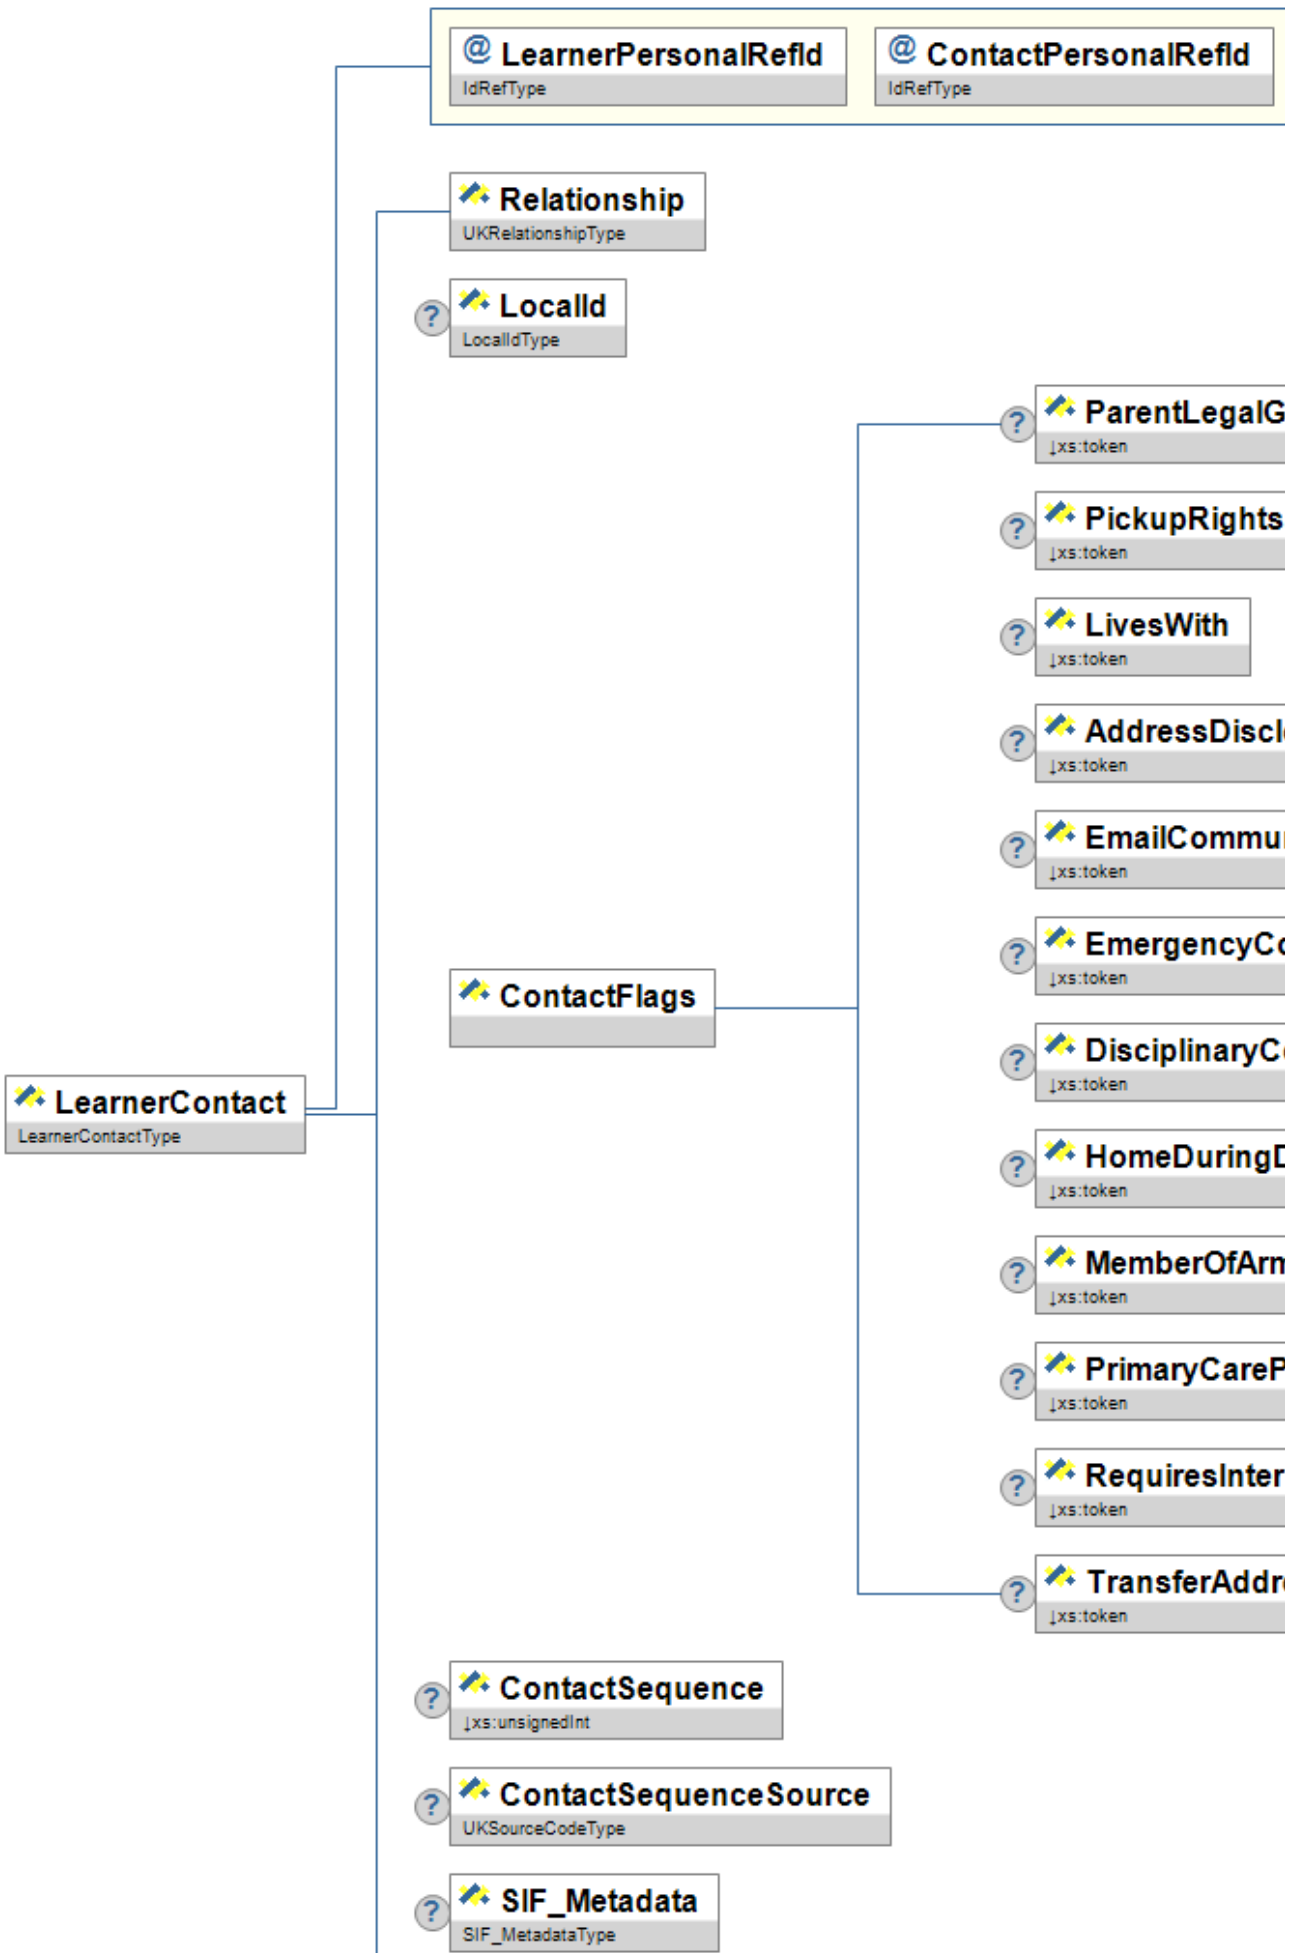 @ LearnerPersonalRefId
IdRefType
@ ContactPersonalRefId
IdRefType
Relationship
UKRelationshipType
? LocalId
LocalIdType
? ParentLegalG
↓xs:token
? PickupRights
↓xs:token
? LivesWith
↓xs:token
? AddressDiscl
↓xs:token
? EmailCommu
↓xs:token
? EmergencyCo
↓xs:token
ContactFlags
? DisciplinaryC
↓xs:token
LearnerContact
LearnerContactType
? HomeDuringD
↓xs:token
? MemberOfArm
↓xs:token
? PrimaryCareP
↓xs:token
? RequiresInter
↓xs:token
? TransferAddr
↓xs:token
? ContactSequence
↓xs:unsignedInt
? ContactSequenceSource
UKSourceCodeType
? SIF_Metadata
SIF_MetadataType